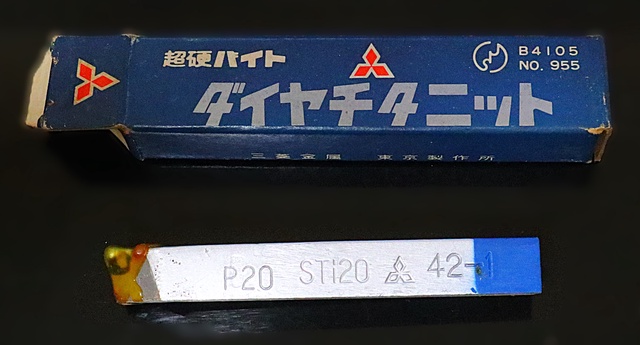 超硬バイト
B4105
NO. 955
ダイヤチタニット
三菱金属 東京製作所
P20 STi20 42-1